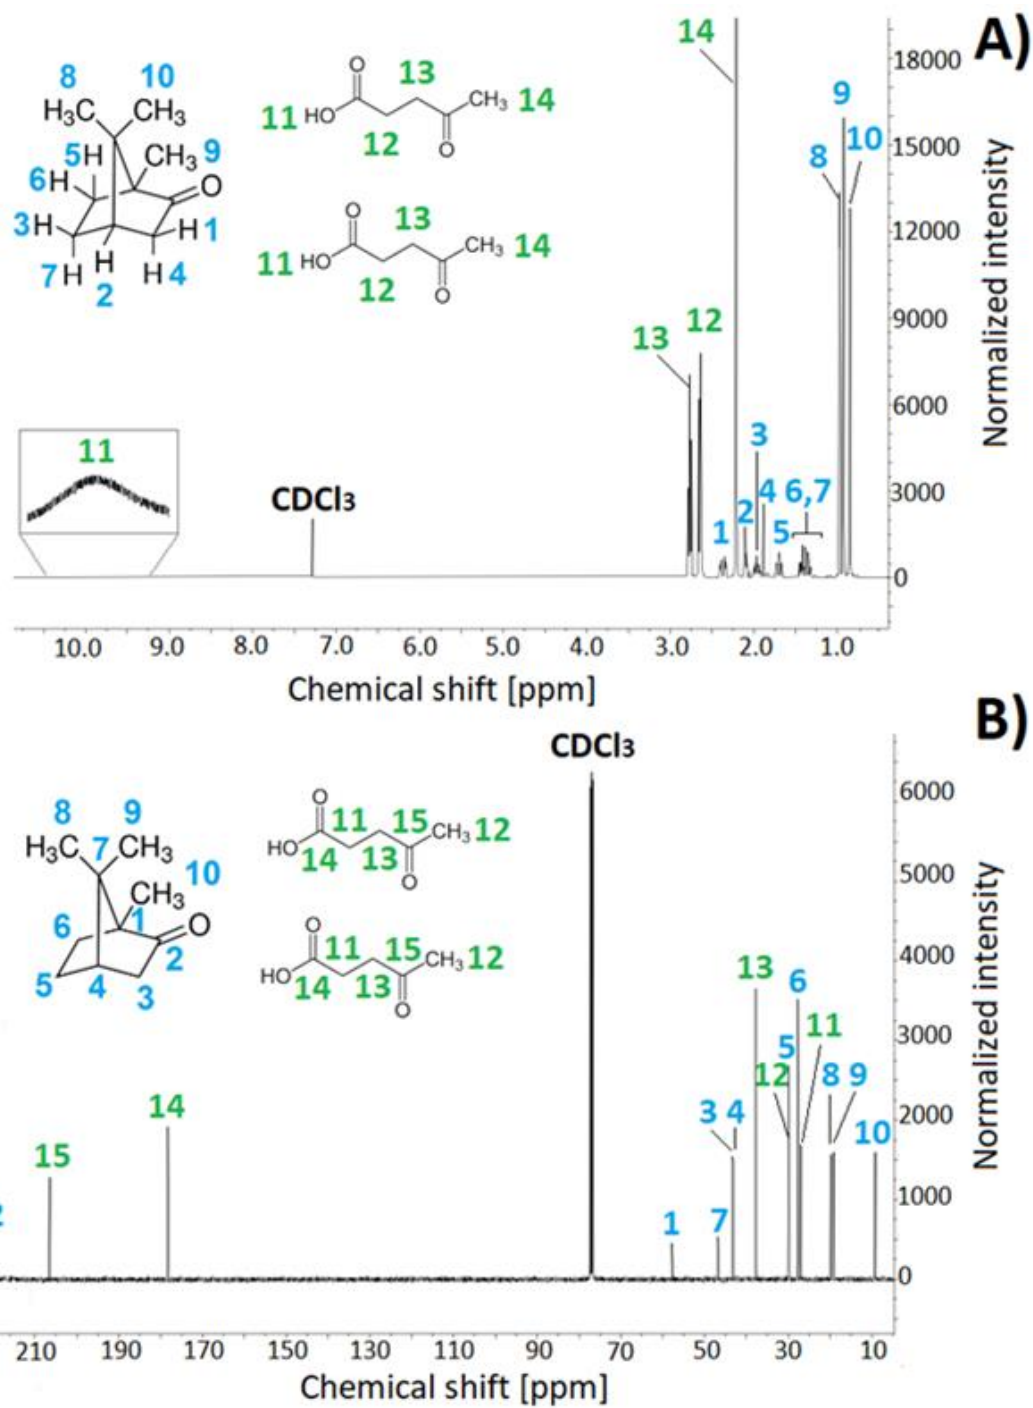 A)
8 10
H₃C CH₃
5 H CH₃ 9
6 H O
3 H H 1
7 H H H 4
2
O 13
11 HO CH₃ 14
12 O
O 13
11 HO CH₃ 14
12 O
14
9
8 10
13 12
3
2 4 6,7
1 5
11
CDCl3
18000
15000
12000
9000
6000
3000
0
Normalized intensity
10.0 9.0 8.0 7.0 6.0 5.0 4.0 3.0 2.0 1.0
Chemical shift [ppm]
B)
CDCl3
8 9
H₃C 7 CH₃
10
CH₃
6 1 O
2
5 4 3
O 11 15 CH₃ 12
HO 14 13 O
O 11 15 CH₃ 12
HO 14 13 O
15
14
2
13 6
11
5
12 8 9
3 4
10
1 7
6000
5000
4000
3000
2000
1000
0
Normalized intensity
210 190 170 150 130 110 90 70 50 30 10
Chemical shift [ppm]